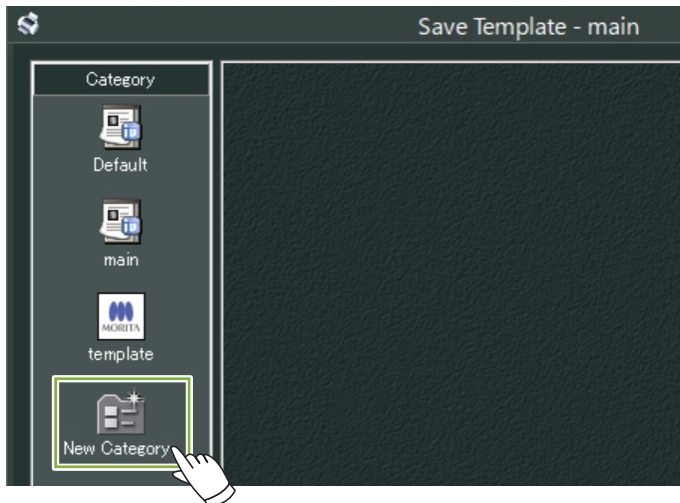 Save Template - main
Category
Default
main
MORITA
template
New Category